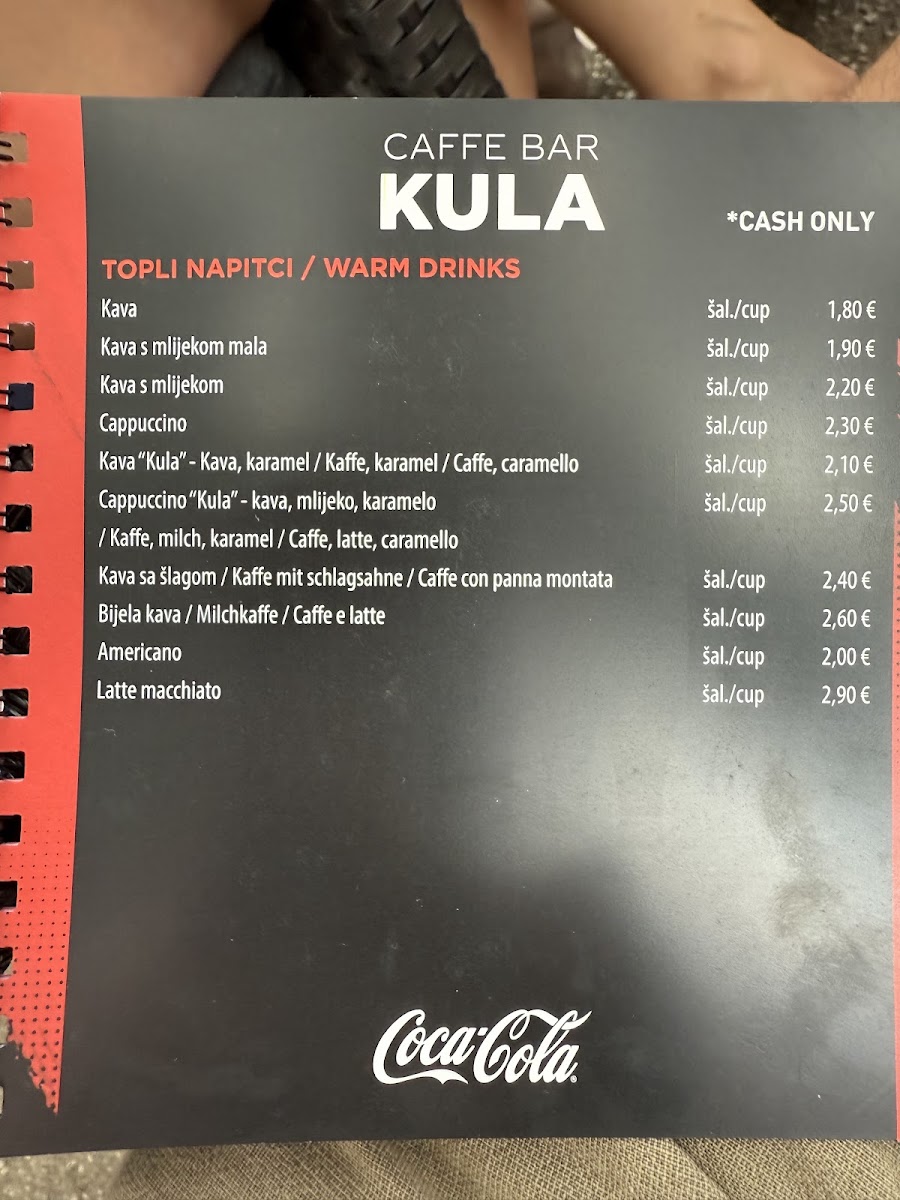 CAFFE BAR
KULA
*CASH ONLY
TOPLI NAPITCI / WARM DRINKS
Kava šal./cup 1,80 €
Kava s mlijekom mala šal./cup 1,90 €
Kava s mlijekom šal./cup 2,20 €
Cappuccino šal./cup 2,30 €
Kava “Kula” - Kava, karamel / Kaffe, karamel / Caffe, caramello šal./cup 2,10 €
Cappuccino “Kula” - kava, mlijeko, karamelo šal./cup 2,50 €
/ Kaffe, milch, karamel / Caffe, latte, caramello
Kava sa šlagom / Kaffe mit schlagsahne / Caffe con panna montata šal./cup 2,40 €
Bijela kava / Milchkaffe / Caffe e latte šal./cup 2,60 €
Americano šal./cup 2,00 €
Latte macchiato šal./cup 2,90 €
Coca-Cola